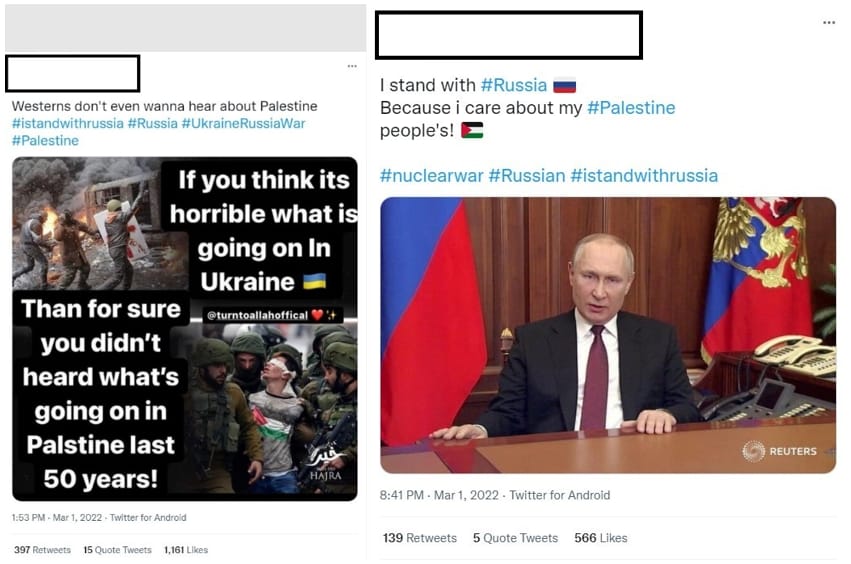 Westerns don't even wanna hear about Palestine
#istandwithrussia #Russia #UkraineRussiaWar
#Palestine
If you think its
horrible what is
going on In
Ukraine 🇺🇦
@turntoallahoffical ❤️✨
Than for sure
you didn't
heard what's
going on in
Palstine last
50 years!
HAJRA
1:53 PM · Mar 1, 2022 · Twitter for Android
397 Retweets 15 Quote Tweets 1,161 Likes
I stand with #Russia 🇷🇺
Because i care about my #Palestine
people's! 🇵🇸
#nuclearwar #Russian #istandwithrussia
REUTERS
8:41 PM · Mar 1, 2022 · Twitter for Android
139 Retweets 5 Quote Tweets 566 Likes